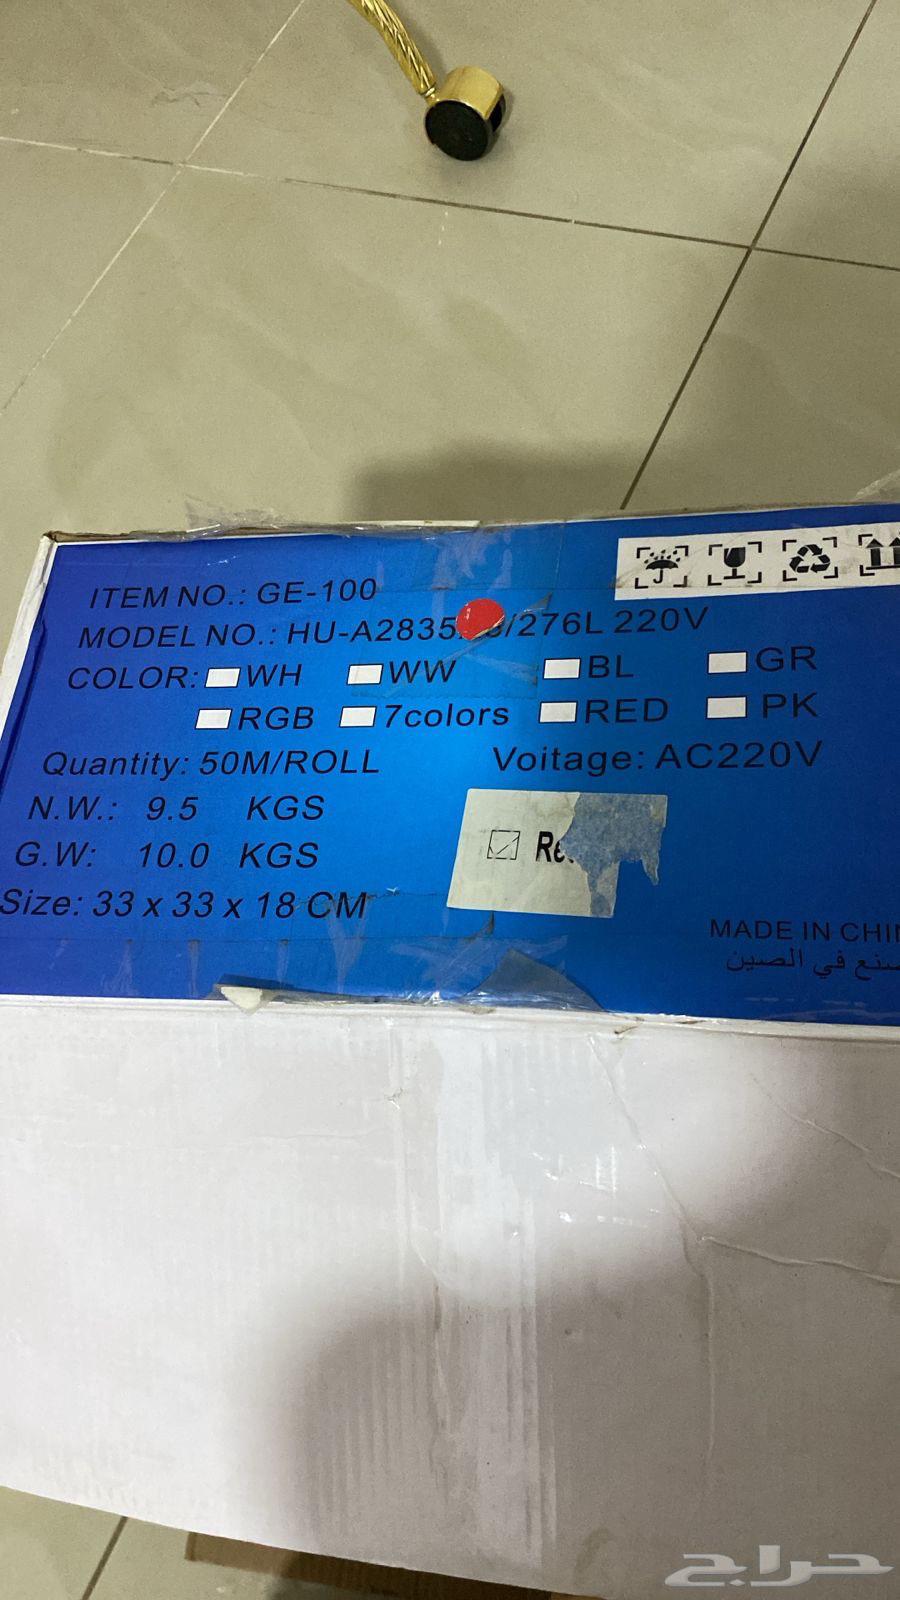 ITEM NO.: GE-100
MODEL NO.: HU-A2835 /276L 220V
COLOR: WH WW BL GR
RGB 7colors RED PK
Quantity: 50M/ROLL Voitage: AC220V
N.W.: 9.5 KGS
G.W: 10.0 KGS
Size: 33 x 33 x 18 CM
MADE IN CHI
صنع في الصين
حراج